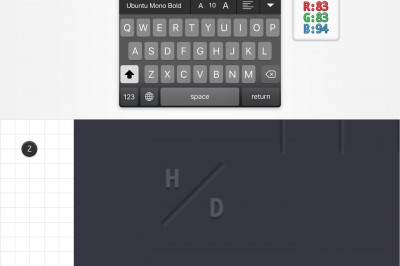 Ubuntu Mono Bold A 10 A
R:83
G:83
B:94
Q W E R T Y U I O P
A S D F G H J K L
Z X C V B N M
123 space return
2
H
D